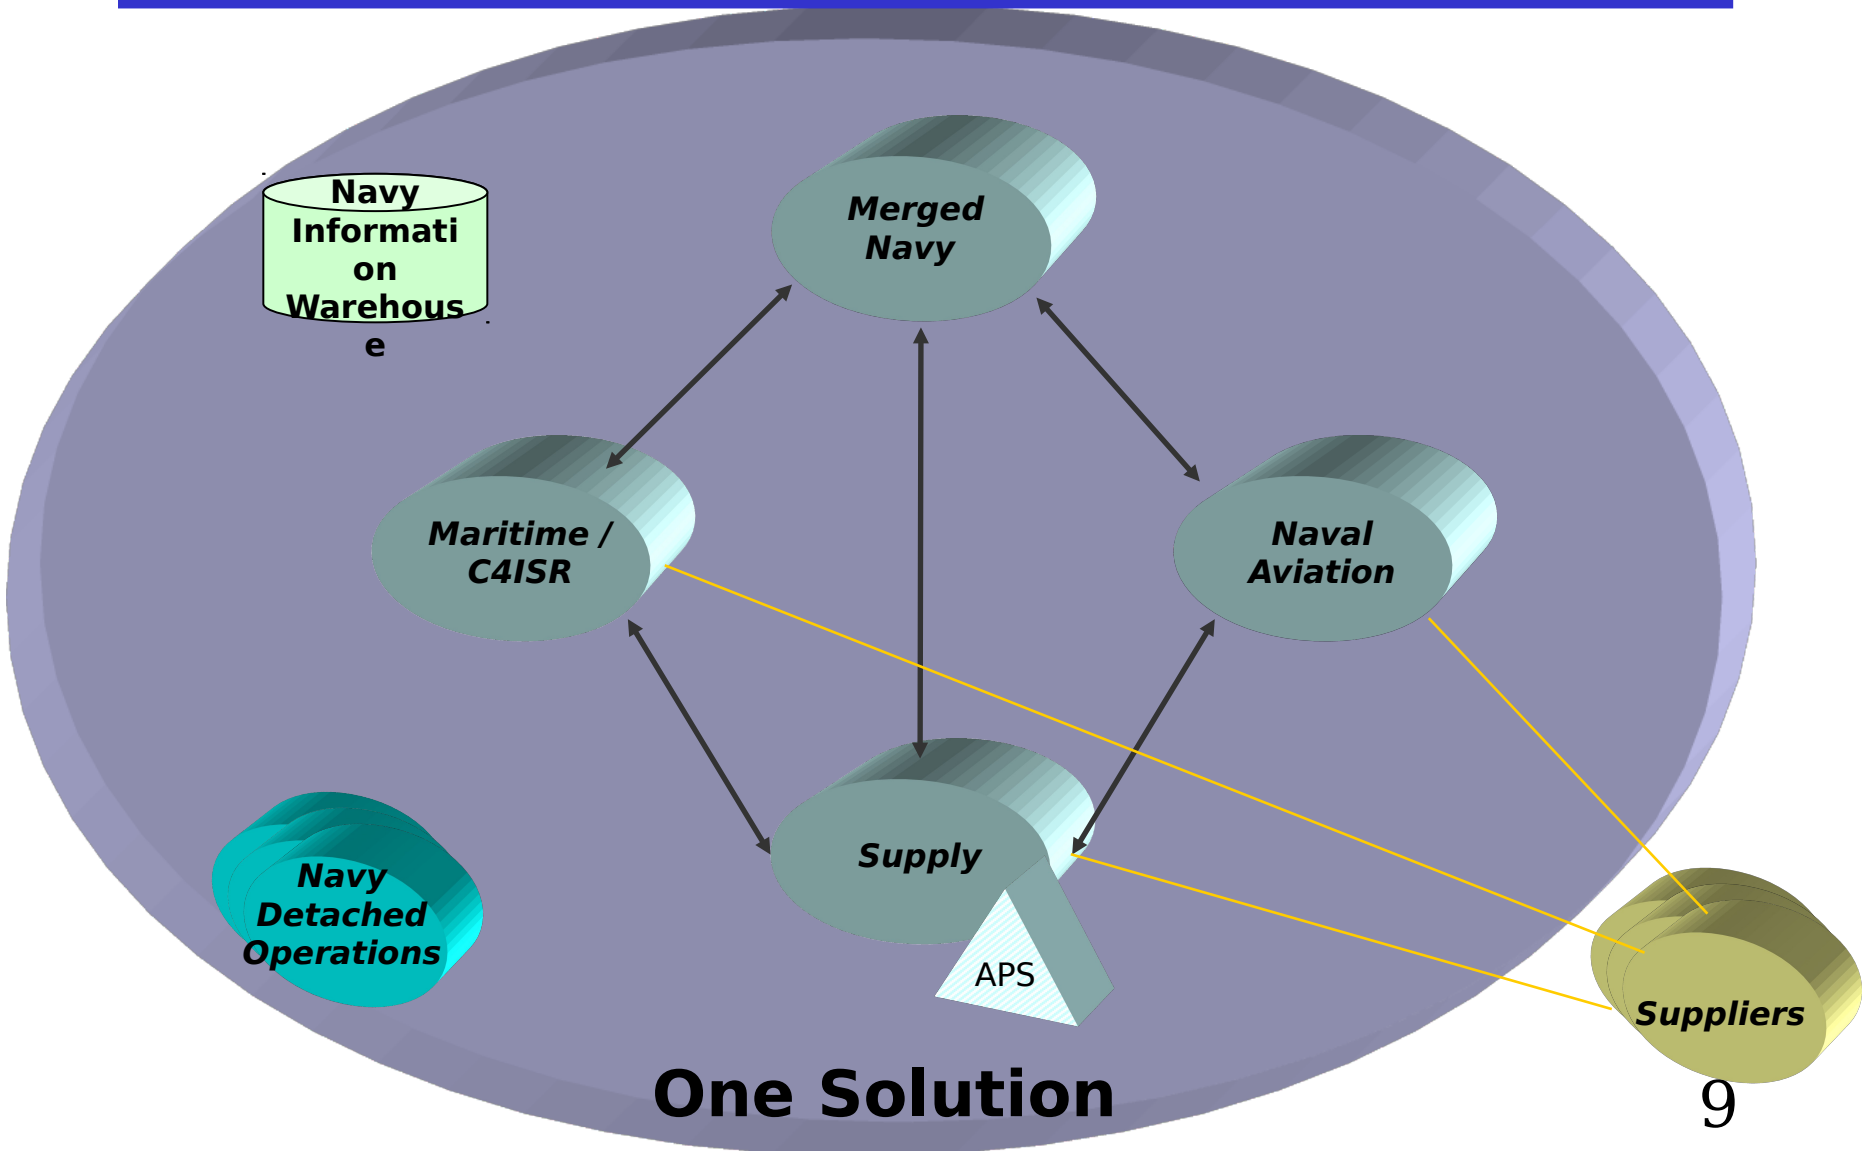 Navy
Informati
on
Warehous
e
Merged
Navy
Maritime /
C4ISR
Naval
Aviation
Supply
APS
Navy
Detached
Operations
Suppliers
One Solution
9